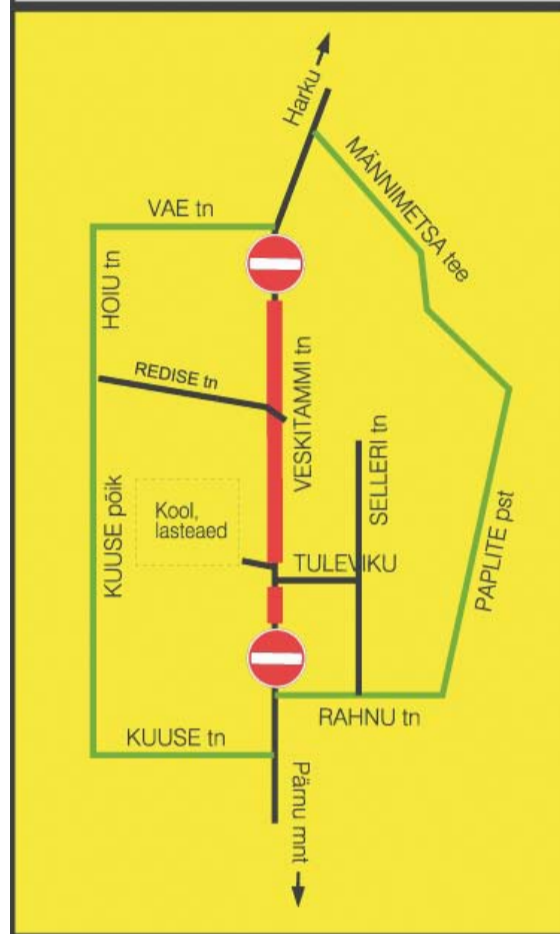 Harku
MÄNNIMETSA tee
VAE tn
HOIU tn
REDISE tn
VESKITAMMI tn
SELLERI tn
KUUSE põik
Kool,
lasteaed
TULEVIKU
PAPLITE pst
RAHNU tn
KUUSE tn
Pärnu mnt